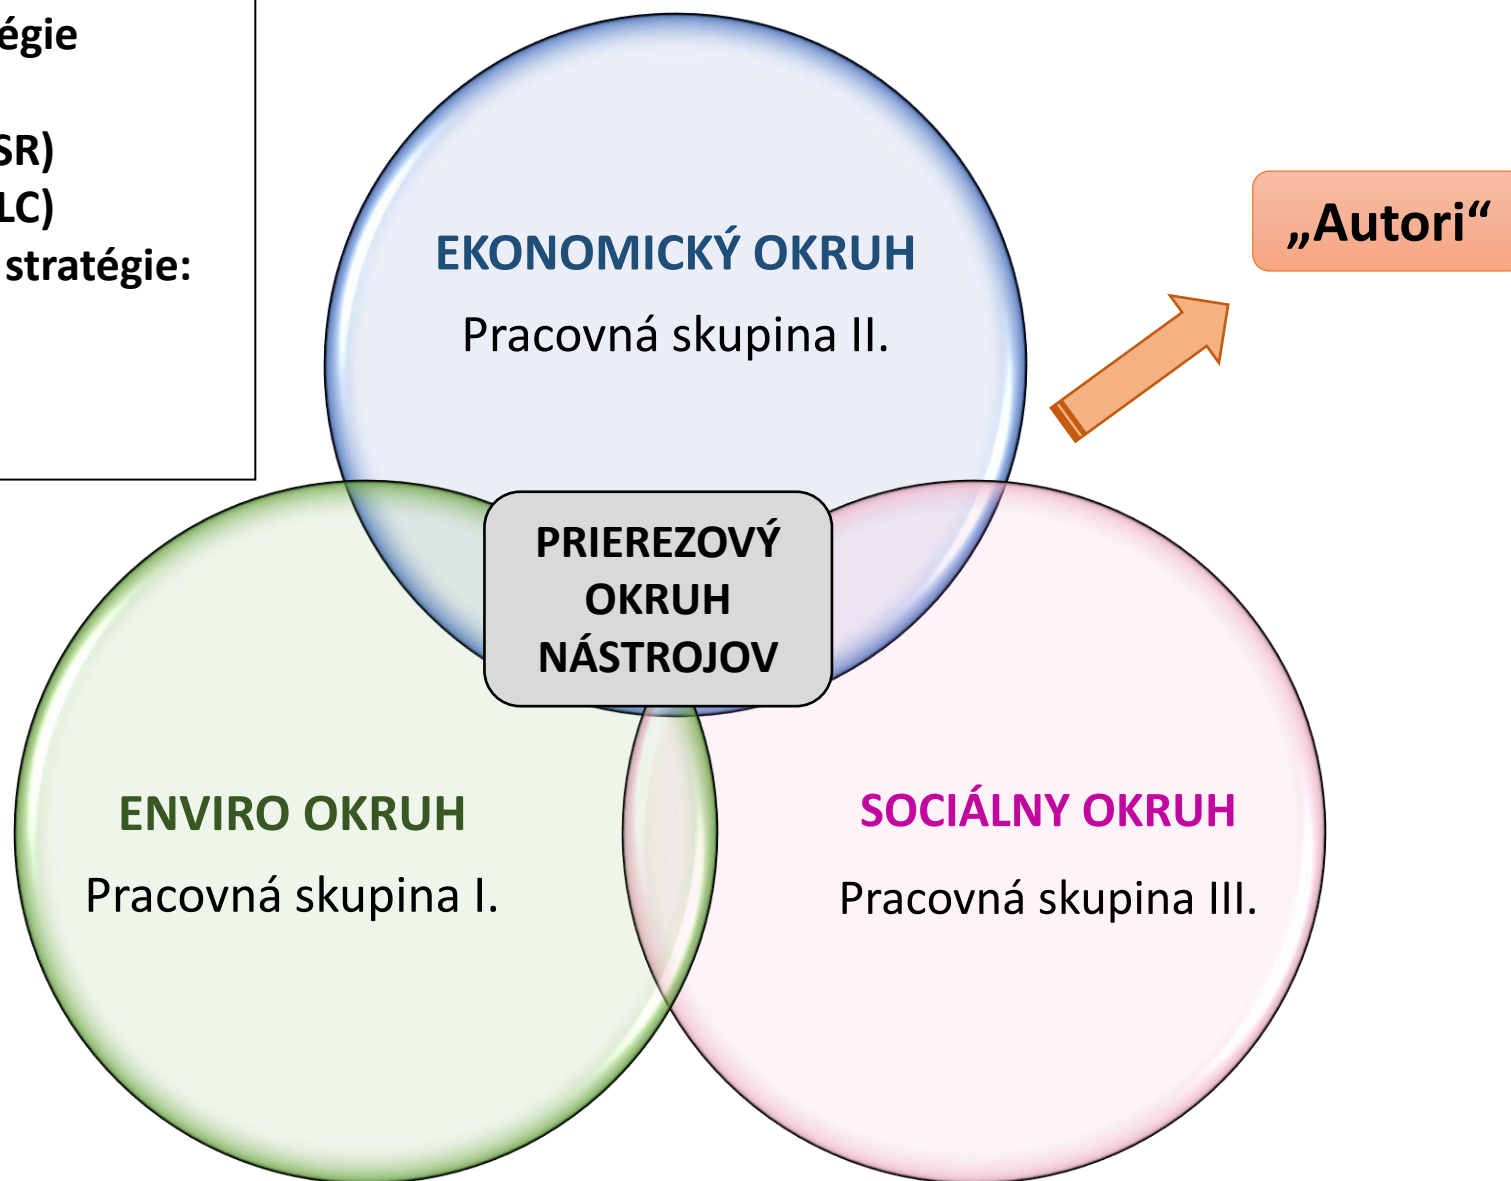 égie
SR)
LC)
stratégie:
„Autori“
EKONOMICKÝ OKRUH
Pracovná skupina II.
PRIEREZOVÝ
OKRUH
NÁSTROJOV
ENVIRO OKRUH
Pracovná skupina I.
SOCIÁLNY OKRUH
Pracovná skupina III.